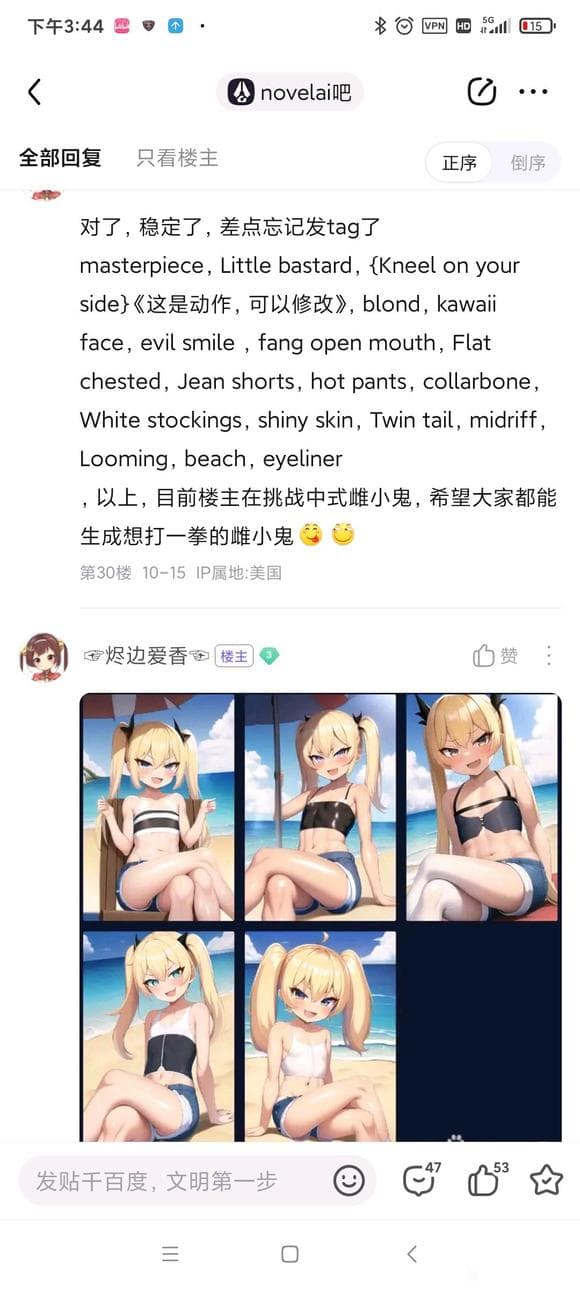 下午3:44
VPN
HD
5G
15
novelai吧
全部回复 只看楼主 正序 倒序
对了，稳定了，差点忘记发tag了
masterpiece, Little bastard, {Kneel on your
side}《这是动作，可以修改》, blond, kawaii
face, evil smile , fang open mouth, Flat
chested, Jean shorts, hot pants, collarbone,
White stockings, shiny skin, Twin tail, midriff,
Looming, beach, eyeliner
, 以上，目前楼主在挑战中式雌小鬼，希望大家都能
生成想打一拳的雌小鬼
第30楼 10-15 IP属地:美国
☞烬边爱香☜ 楼主 3 赞
发贴千百度，文明第一步 47 53